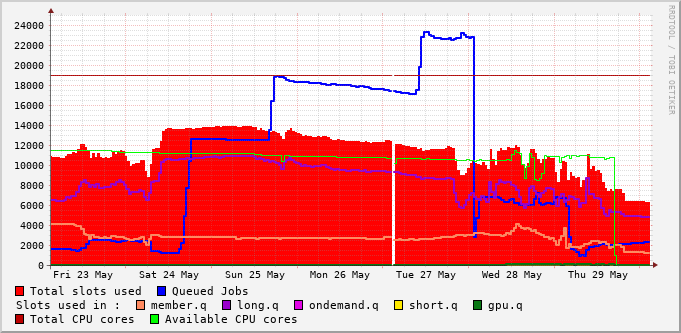 24000
22000
20000
18000
16000
14000
12000
10000
8000
6000
4000
2000
0
Fri 23 May Sat 24 May Sun 25 May Mon 26 May Tue 27 May Wed 28 May Thu 29 May
Total slots used Queued Jobs
Slots used in : member.q long.q ondemand.q short.q gpu.q
Total CPU cores Available CPU cores
RRDTOOL / TOBI OETIKER